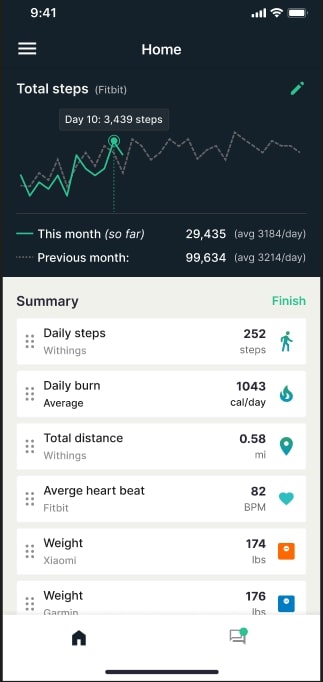 9:41
Home
Total steps (Fitbit)
Day 10: 3,439 steps
This month (so far) 29,435 (avg 3184/day)
Previous month: 99,634 (avg 3214/day)
Summary Finish
Daily steps 252
Withings steps
Daily burn 1043
Average cal/day
Total distance 0.58
Withings mi
Averge heart beat 82
Fitbit BPM
Weight 174
Xiaomi lbs
Weight 176
Garmin lbs